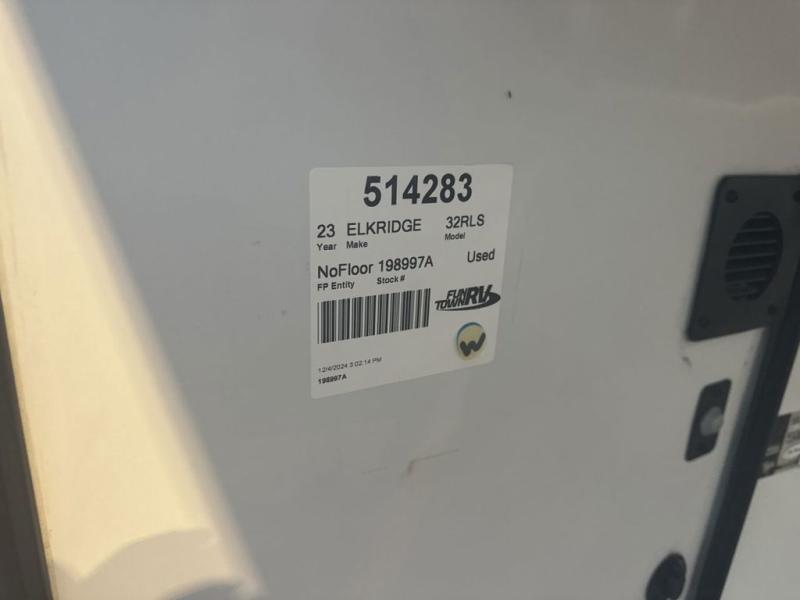 514283
23 ELKRIDGE 32RLS
Year Make Model
NoFloor 198997A Used
FP Entity Stock #
FUN TOWN RV
W
12/4/2024 3:02:14 PM
198997A